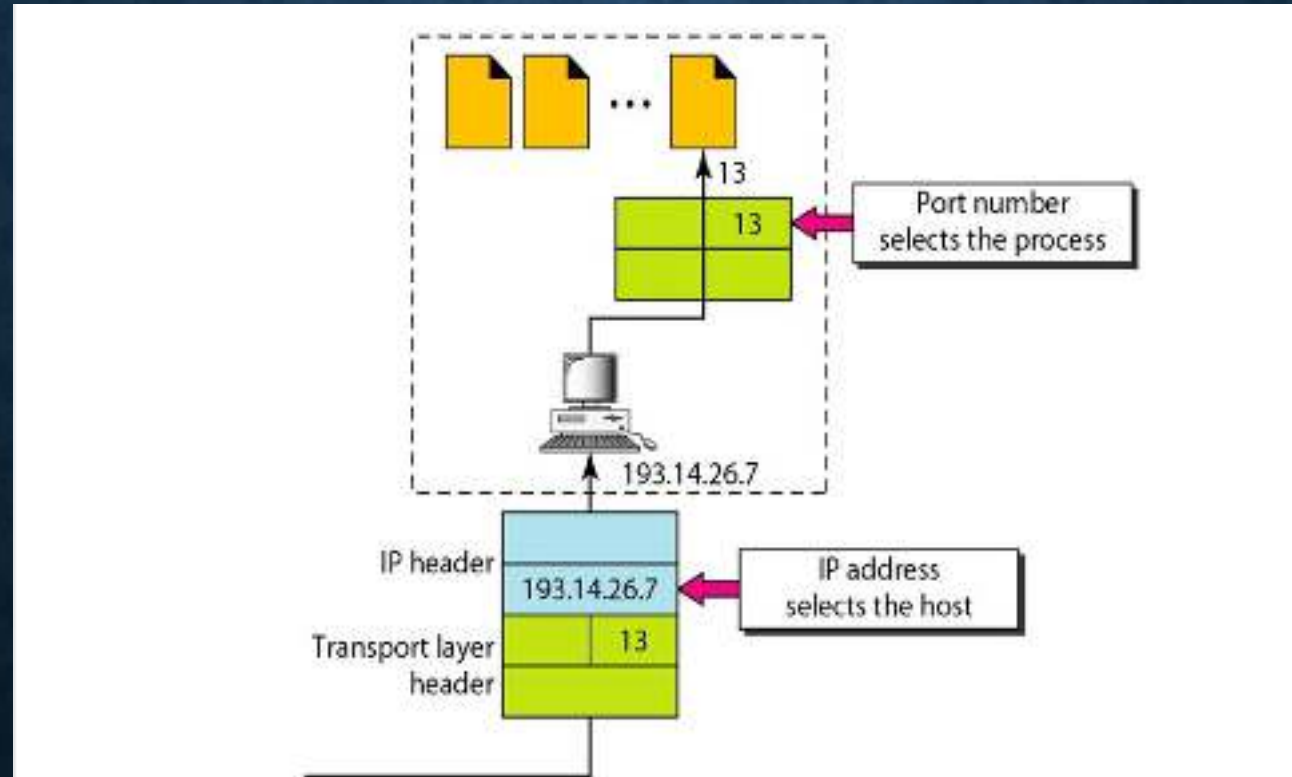 13
13
Port number
selects the process
193.14.26.7
IP header
193.14.26.7
IP address
selects the host
Transport layer
header
13